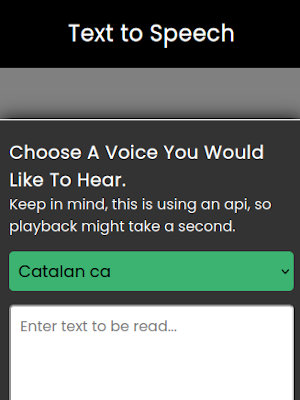 Text to Speech
Choose A Voice You Would
Like To Hear.
Keep in mind, this is using an api, so
playback might take a second.
Catalan ca
Enter text to be read...